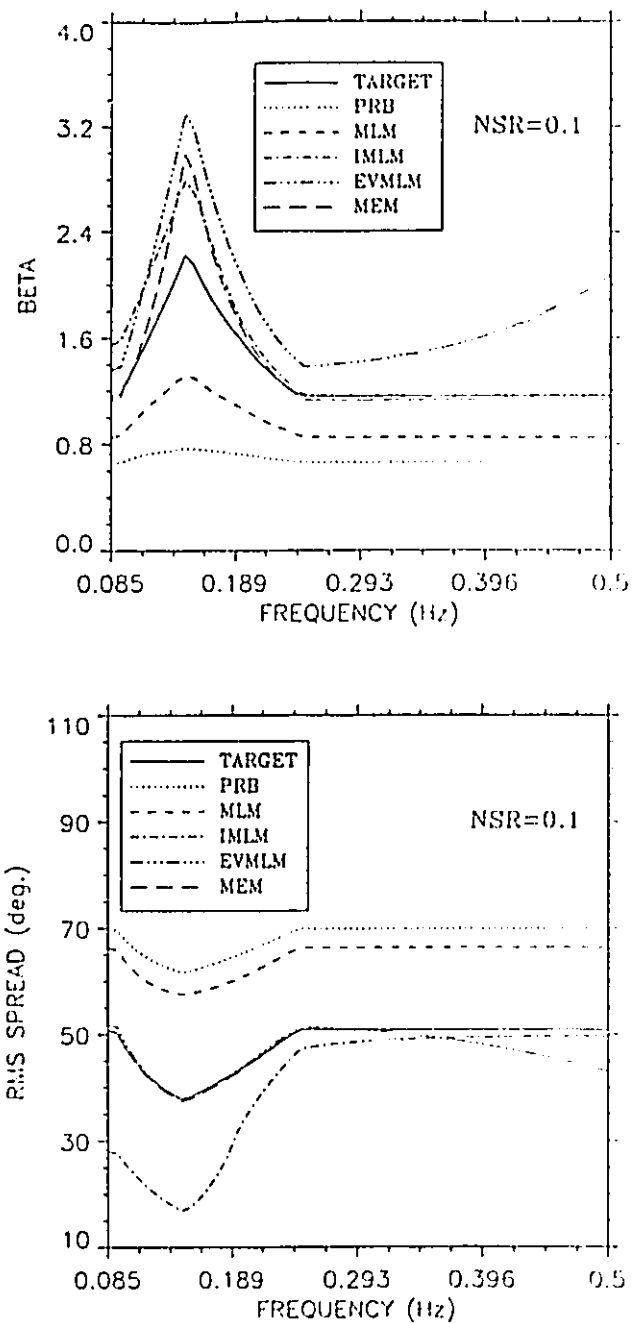 4.0
3.2
2.4
1.6
0.8
0.0
BETA
TARGET
PRB
MLM
IMLM
EVMLM
MEM
NSR=0.1
0.085 0.189 0.293 0.396 0.5
FREQUENCY (Hz)
110
90
70
50
30
10
RMS SPREAD (deg.)
TARGET
PRB
MLM
IMLM
EVMLM
MEM
NSR=0.1
0.085 0.189 0.293 0.396 0.5
FREQUENCY (Hz)